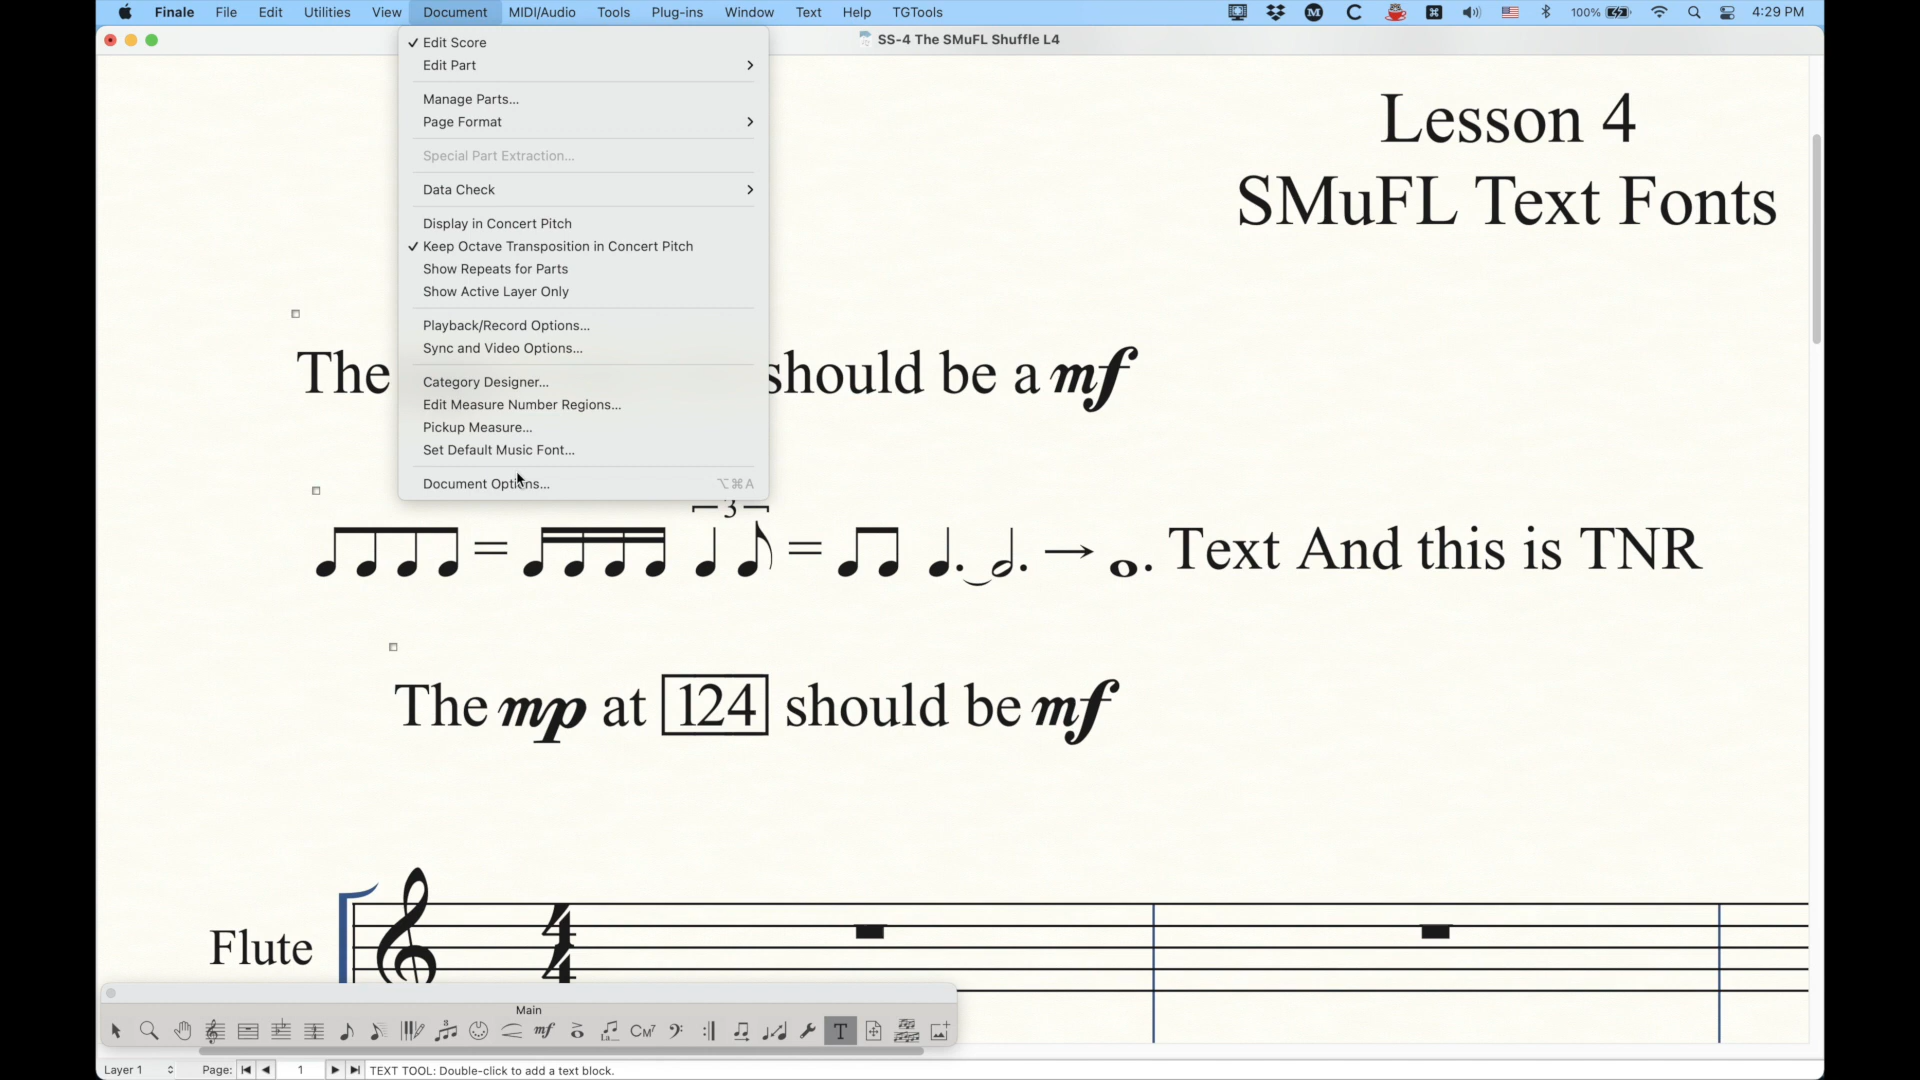 Finale File Edit Utilities View Document MIDI/Audio Tools Plug-ins Window Text Help TGTools 100% 4:29 PM
SS-4 The SMuFL Shuffle L4
✓ Edit Score
Edit Part
Manage Parts...
Page Format
Special Part Extraction...
Data Check
Display in Concert Pitch
✓ Keep Octave Transposition in Concert Pitch
Show Repeats for Parts
Show Active Layer Only
Playback/Record Options...
Sync and Video Options...
Category Designer...
Edit Measure Number Regions...
Pickup Measure...
Set Default Music Font...
Document Options... ⌥⌘A
Lesson 4
SMuFL Text Fonts
The should be a mf
3
= = → Text And this is TNR
The mp at 124 should be mf
Flute
4
4
Main
mf CM7 T
Layer 1 Page: 1 TEXT TOOL: Double-click to add a text block.